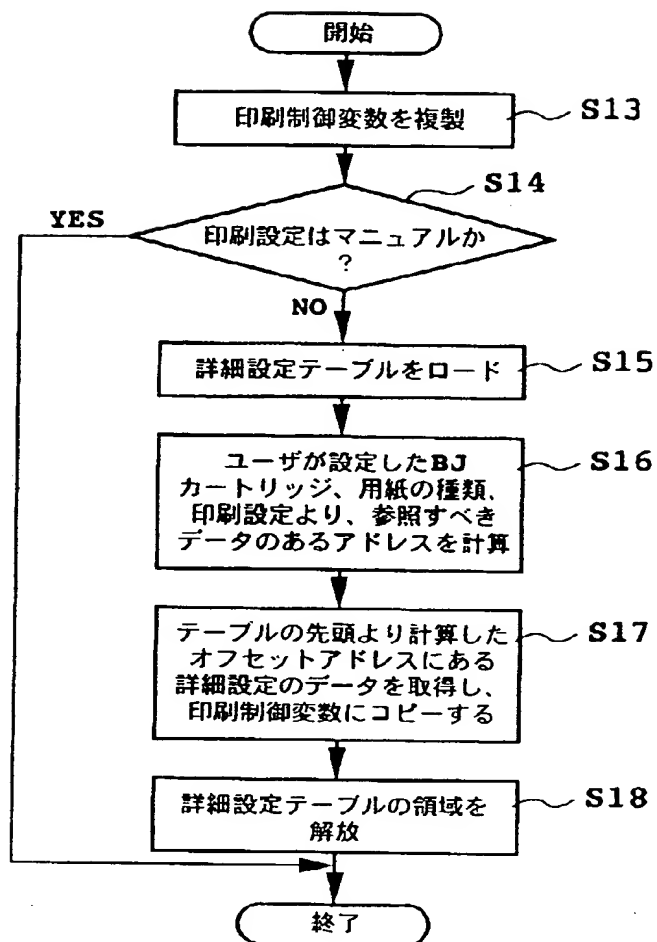 開始
印刷制御変数を複製
S13
S14
YES
印刷設定はマニュアルか
?
NO
詳細設定テーブルをロード
S15
ユーザが設定したBJ
カートリッジ、用紙の種類、
印刷設定より、参照すべき
データのあるアドレスを計算
S16
テーブルの先頭より計算した
オフセットアドレスにある
詳細設定のデータを取得し、
印刷制御変数にコピーする
S17
詳細設定テーブルの領域を
解放
S18
終了